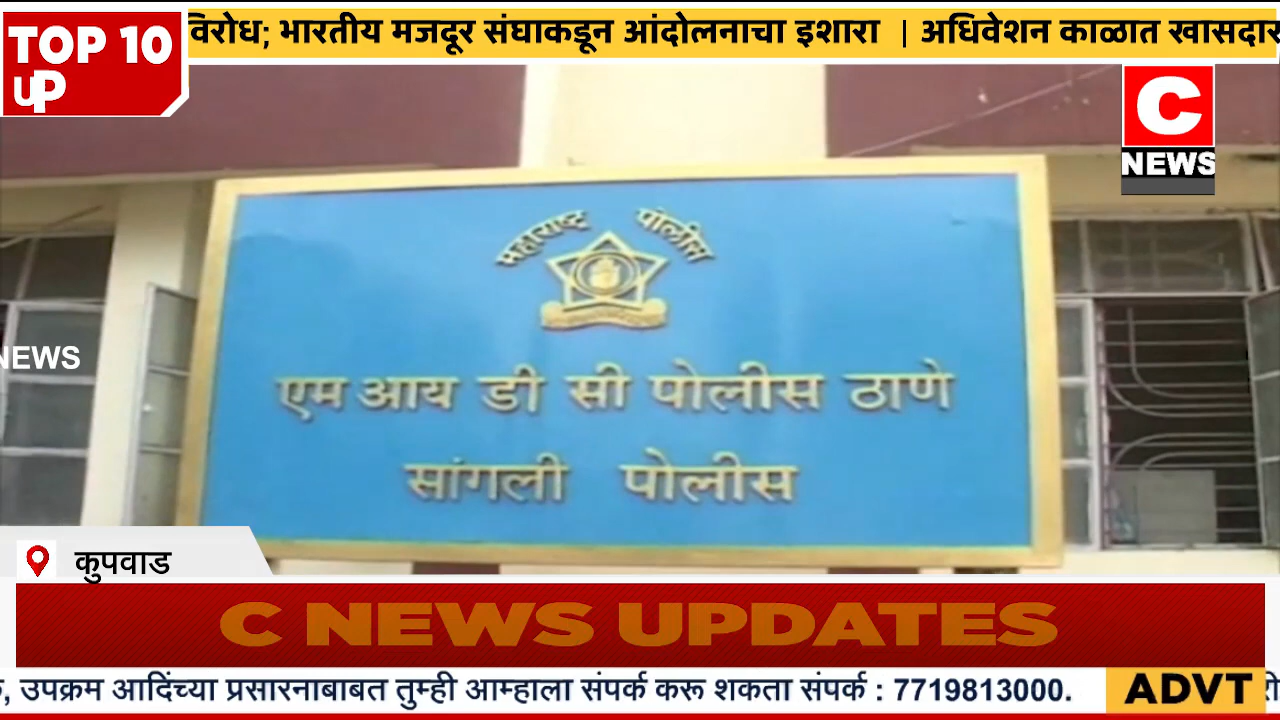 TOP 10
UP
विरोध; भारतीय मजदूर संघाकडून आंदोलनाचा इशारा | अधिवेशन काळात खासदार
C
NEWS
महाराष्ट्र पोलीस
NEWS
एम आय डी सी पोलीस ठाणे
सांगली पोलीस
कुपवाड
C NEWS UPDATES
, उपक्रम आदिंच्या प्रसारनाबाबत तुम्ही आम्हाला संपर्क करू शकता संपर्क : 7719813000.
ADVT